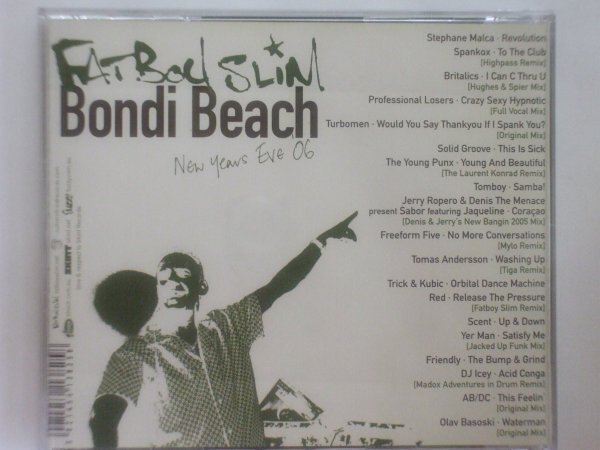 FATBOY SLIM
Bondi Beach
New Years Eve 06
Stephane Malca · Revolution
Spankox · To The Club
[Highpass Remix]
Britalics · I Can C Thru U
[Hughes & Spier Mix]
Professional Losers · Crazy Sexy Hypnotic
[Full Vocal Mix]
Turbomen · Would You Say Thankyou If I Spank You?
[Original Mix]
Solid Groove · This Is Sick
The Young Punx · Young And Beautiful
[The Laurent Konrad Remix]
Tomboy · Samba!
Jerry Ropero & Denis The Menace
present Sabor featuring Jaqueline · Coraçao
[Denis & Jerry's New Bangin 2005 Mix]
Freeform Five · No More Conversations
[Mylo Remix]
Tomas Andersson · Washing Up
[Tiga Remix]
Trick & Kubic · Orbital Dance Machine
Red · Release The Pressure
[Fatboy Slim Remix]
Scent · Up & Down
Yer Man · Satisfy Me
[Jacked Up Funk Mix]
Friendly · The Bump & Grind
DJ Icey · Acid Conga
[Madox Adventures in Drum Remix]
AB/DC · This Feelin'
[Original Mix]
Olav Basoski · Waterman
[Original Mix]